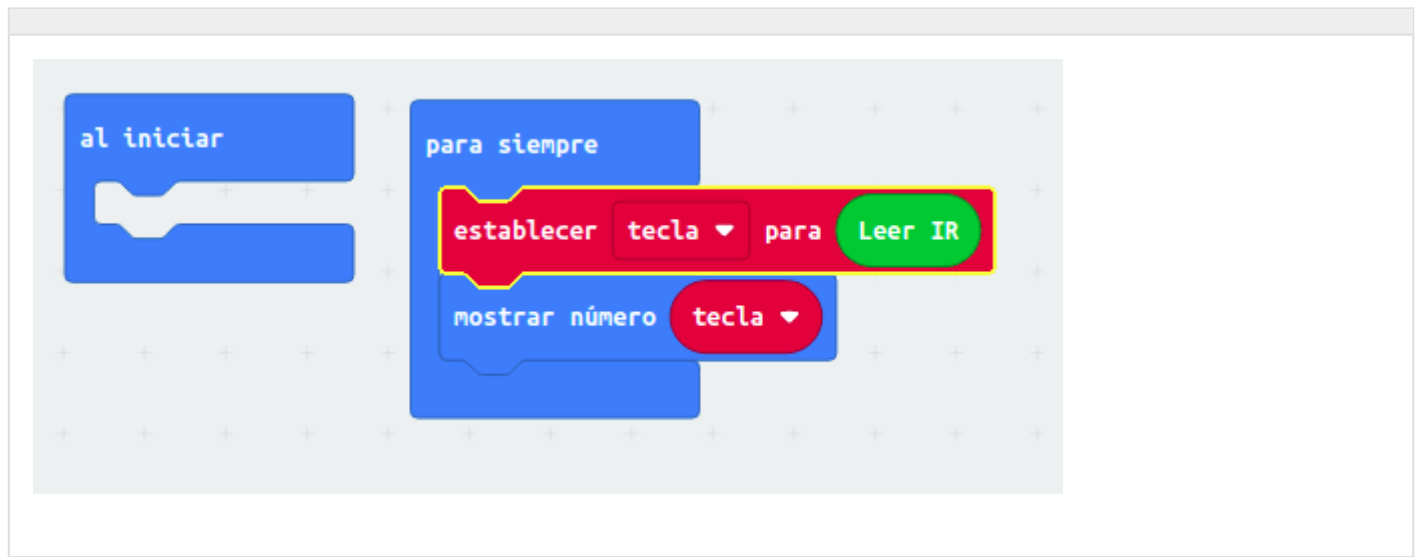 al iniciar
para siempre
establecer tecla para Leer IR
mostrar número tecla